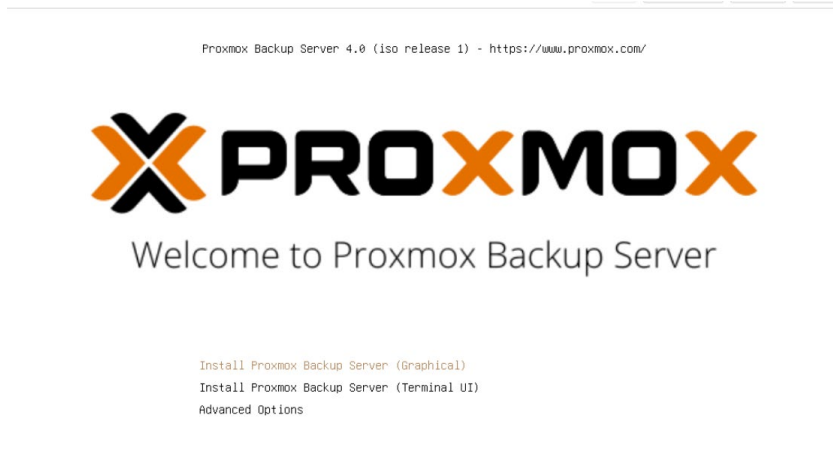 Proxmox Backup Server 4.0 (iso release 1) - https://www.proxmox.com/
PROXMOX
Welcome to Proxmox Backup Server
Install Proxmox Backup Server (Graphical)
Install Proxmox Backup Server (Terminal UI)
Advanced Options